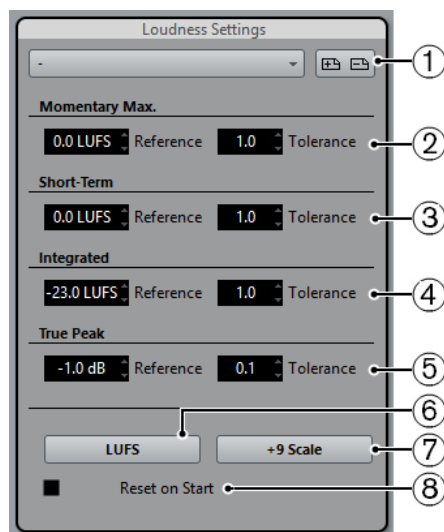 Loudness Settings
-
1
Momentary Max.
0.0 LUFS Reference 1.0 Tolerance
2
Short-Term
0.0 LUFS Reference 1.0 Tolerance
3
Integrated
-23.0 LUFS Reference 1.0 Tolerance
4
True Peak
-1.0 dB Reference 0.1 Tolerance
5
6
LUFS +9 Scale
7
Reset on Start
8